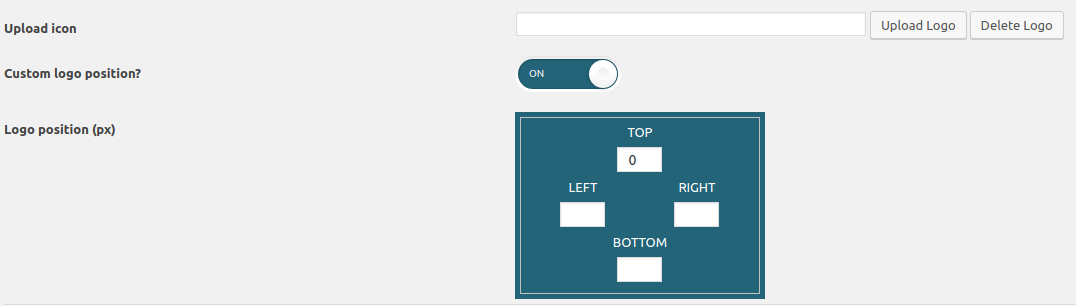 Upload icon Upload Logo Delete Logo
Custom logo position? ON
Logo position (px)
TOP
0
LEFT RIGHT
BOTTOM